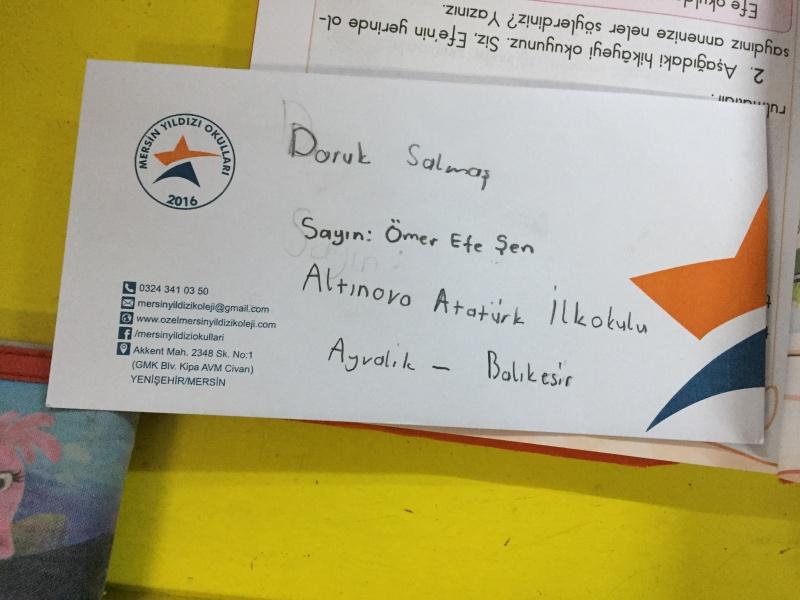 2. Aşağıdaki hikâyeyi okuyunuz. Siz, Efe'nin yerinde ol-
saydınız annenize neler söylerdiniz? Yazınız.
MERSİN YILDIZI OKULLARI
2016
Doruk Salmaş
Sayın: Ömer Efe Şen
Altınova Atatürk İlkokulu
Ayvalık - Balıkesir
0324 341 03 50
mersinyildizikoleji@gmail.com
www.ozelmersinyildizikoleji.com
/mersinyildiziokullari
Akkent Mah. 2348 Sk. No:1
(GMK Blv. Kipa AVM Civarı)
YENİŞEHİR/MERSİN